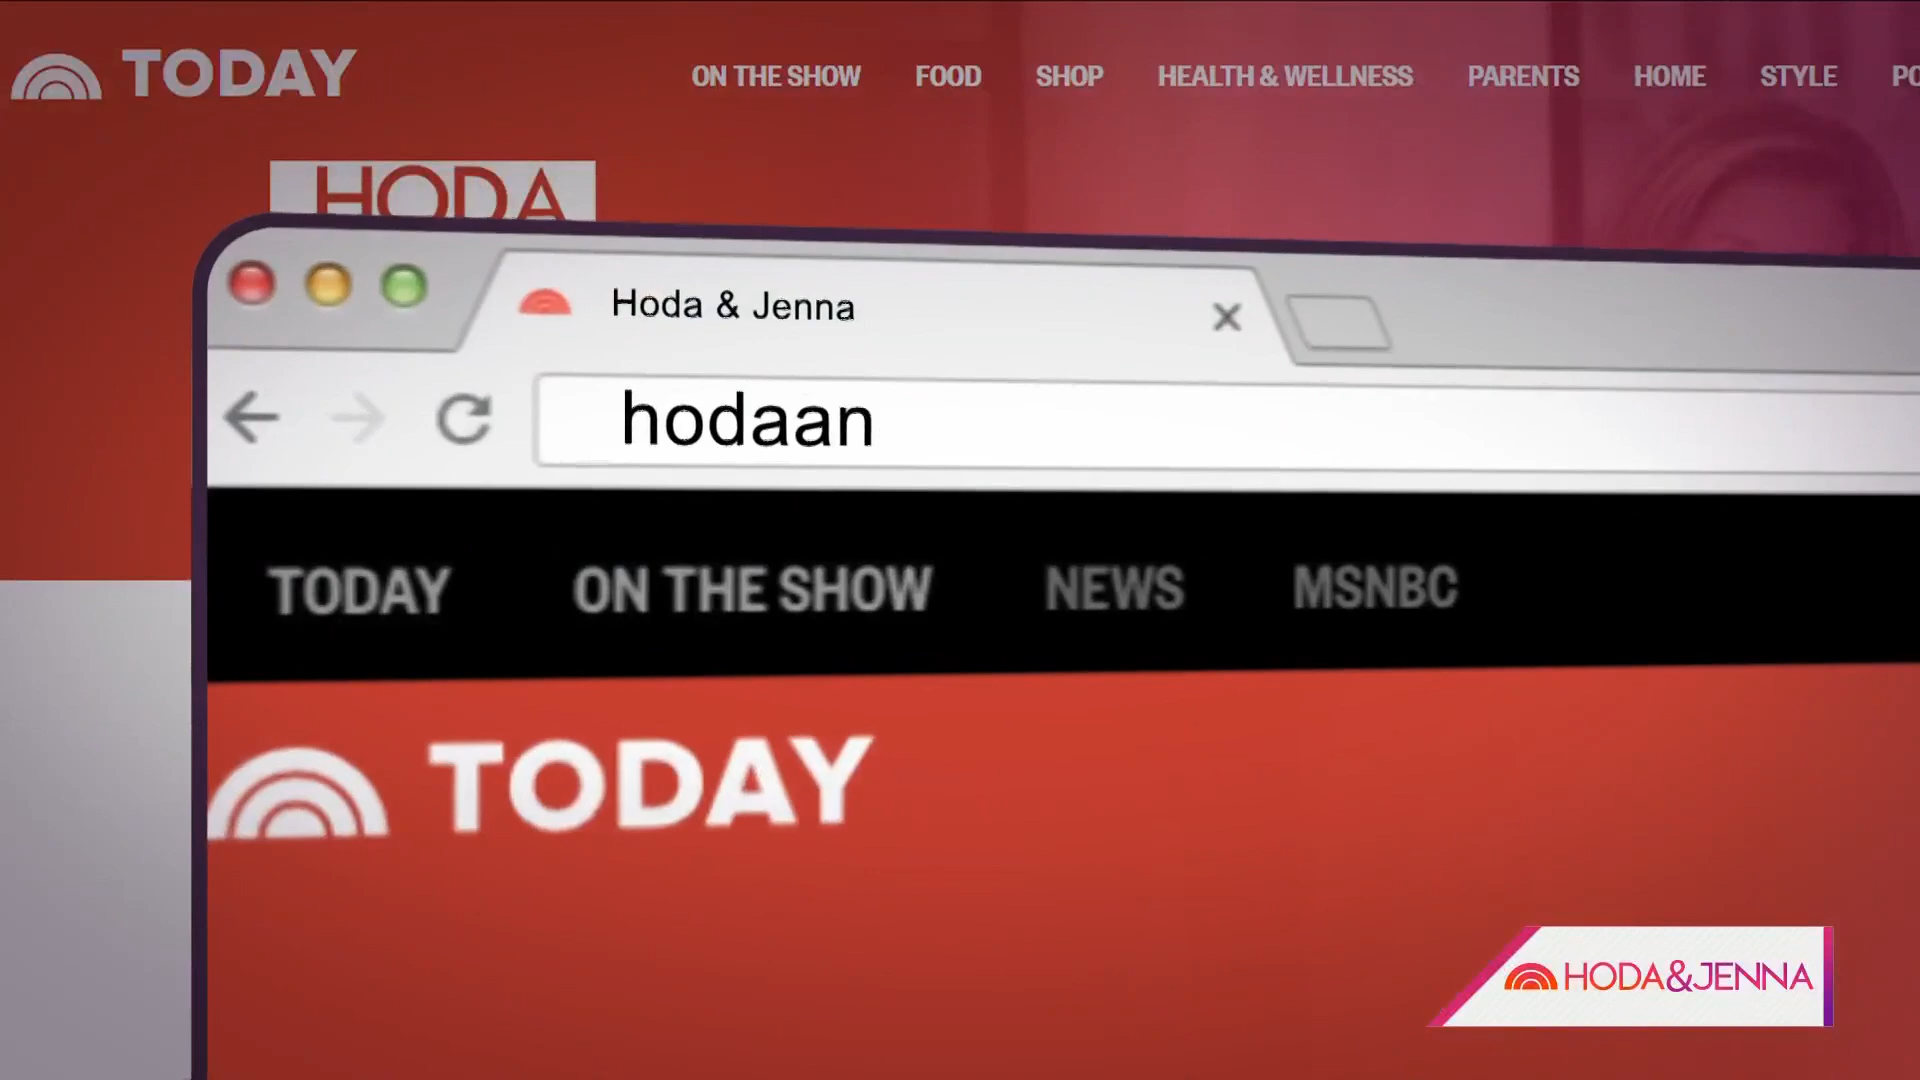 TODAY
ON THE SHOW FOOD SHOP HEALTH & WELLNESS PARENTS HOME STYLE
HODA
Hoda & Jenna
hodaan
TODAY ON THE SHOW NEWS MSNBC
TODAY
HODA&JENNA